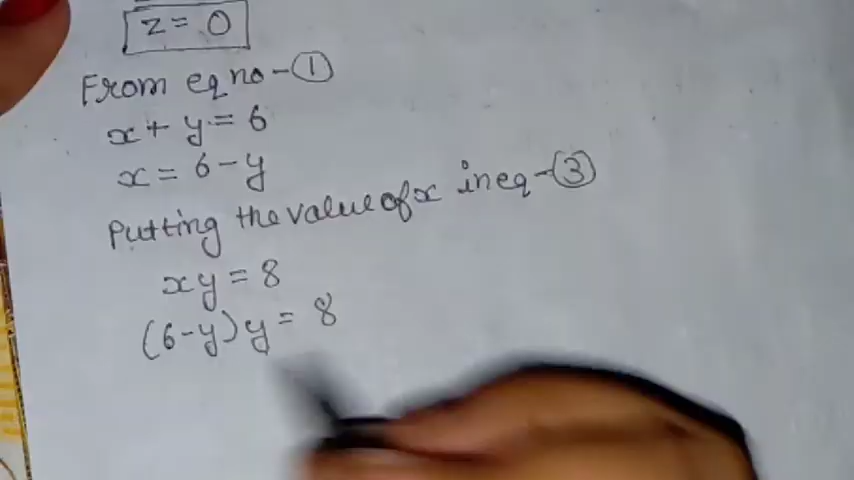 z = 0
From eq no - ①
x + y = 6
x = 6 - y
Putting the value of x in eq - ③
xy = 8
(6-y) y = 8